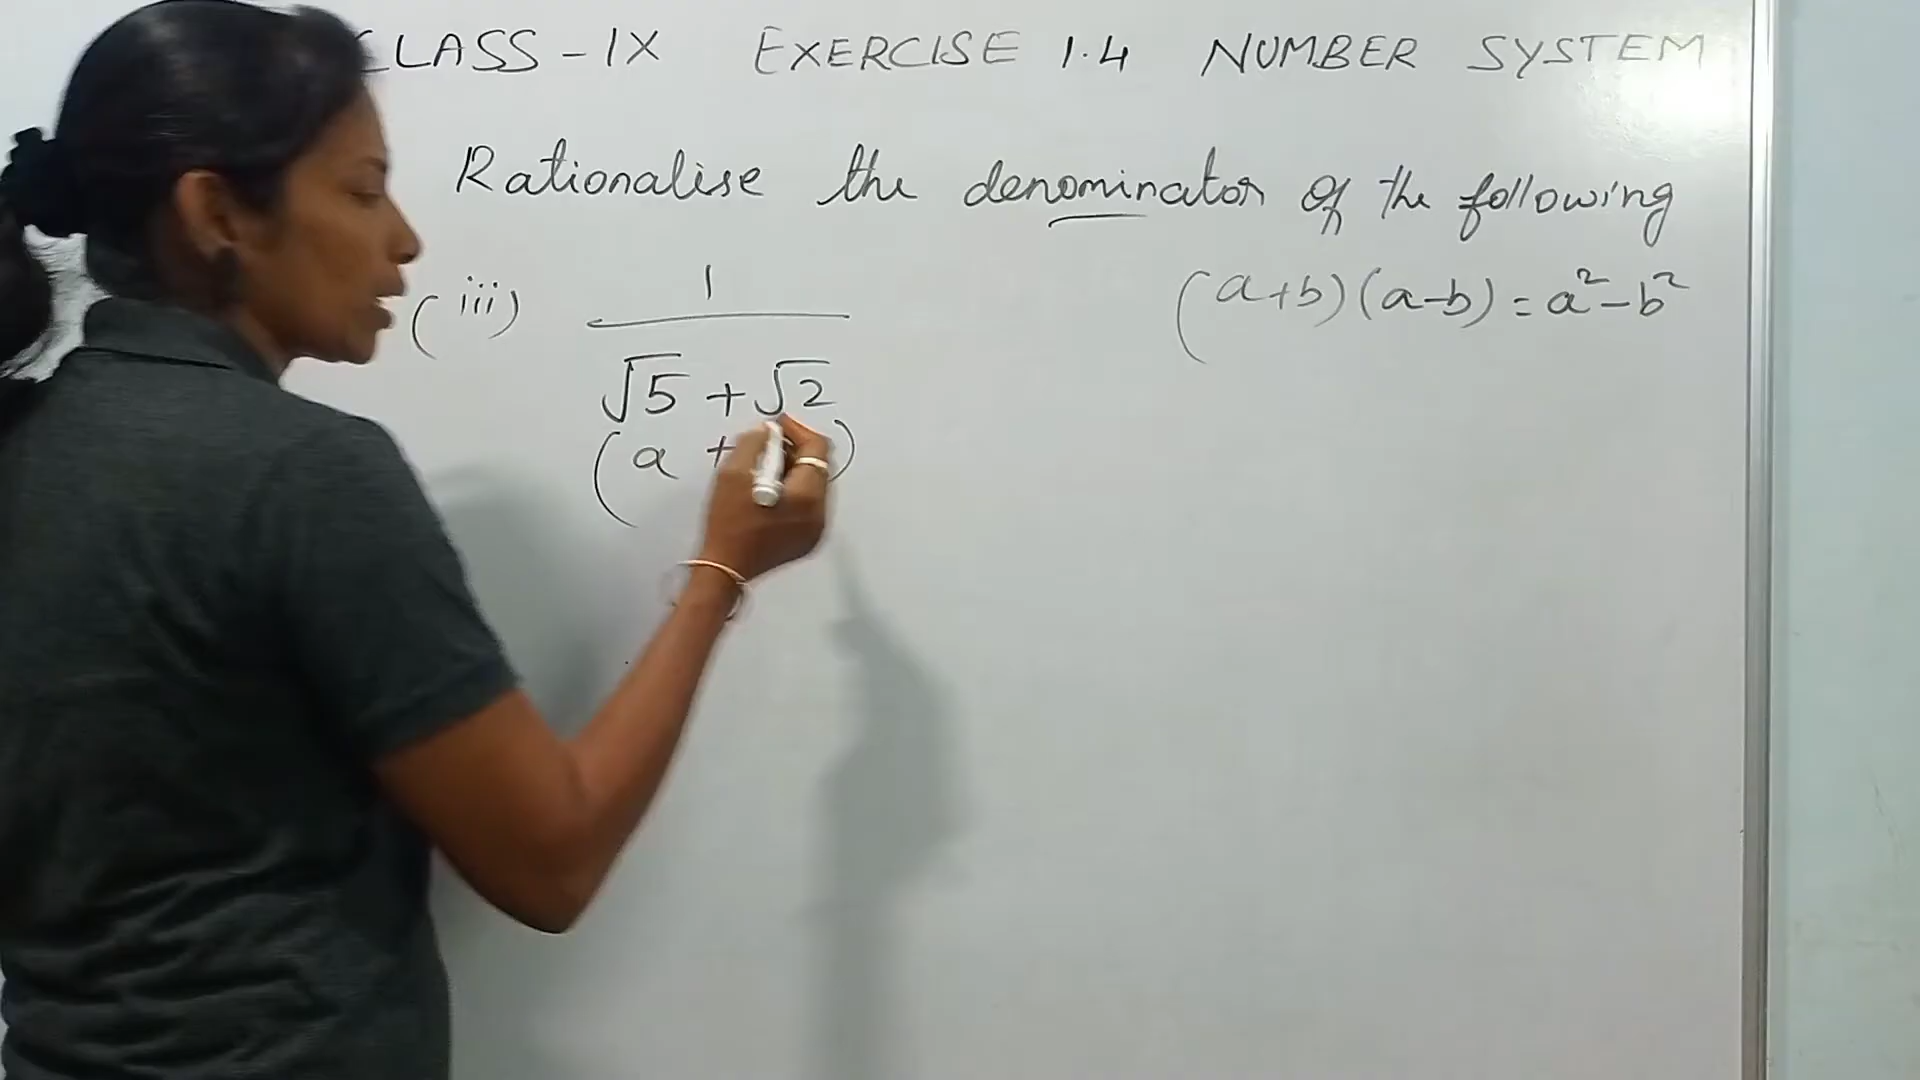 CLASS - IX EXERCISE 1.4 NUMBER SYSTEM
Rationalise the denominator of the following
(iii) 1 (a+b)(a-b) = a²-b²
√5 + √2
(a + )